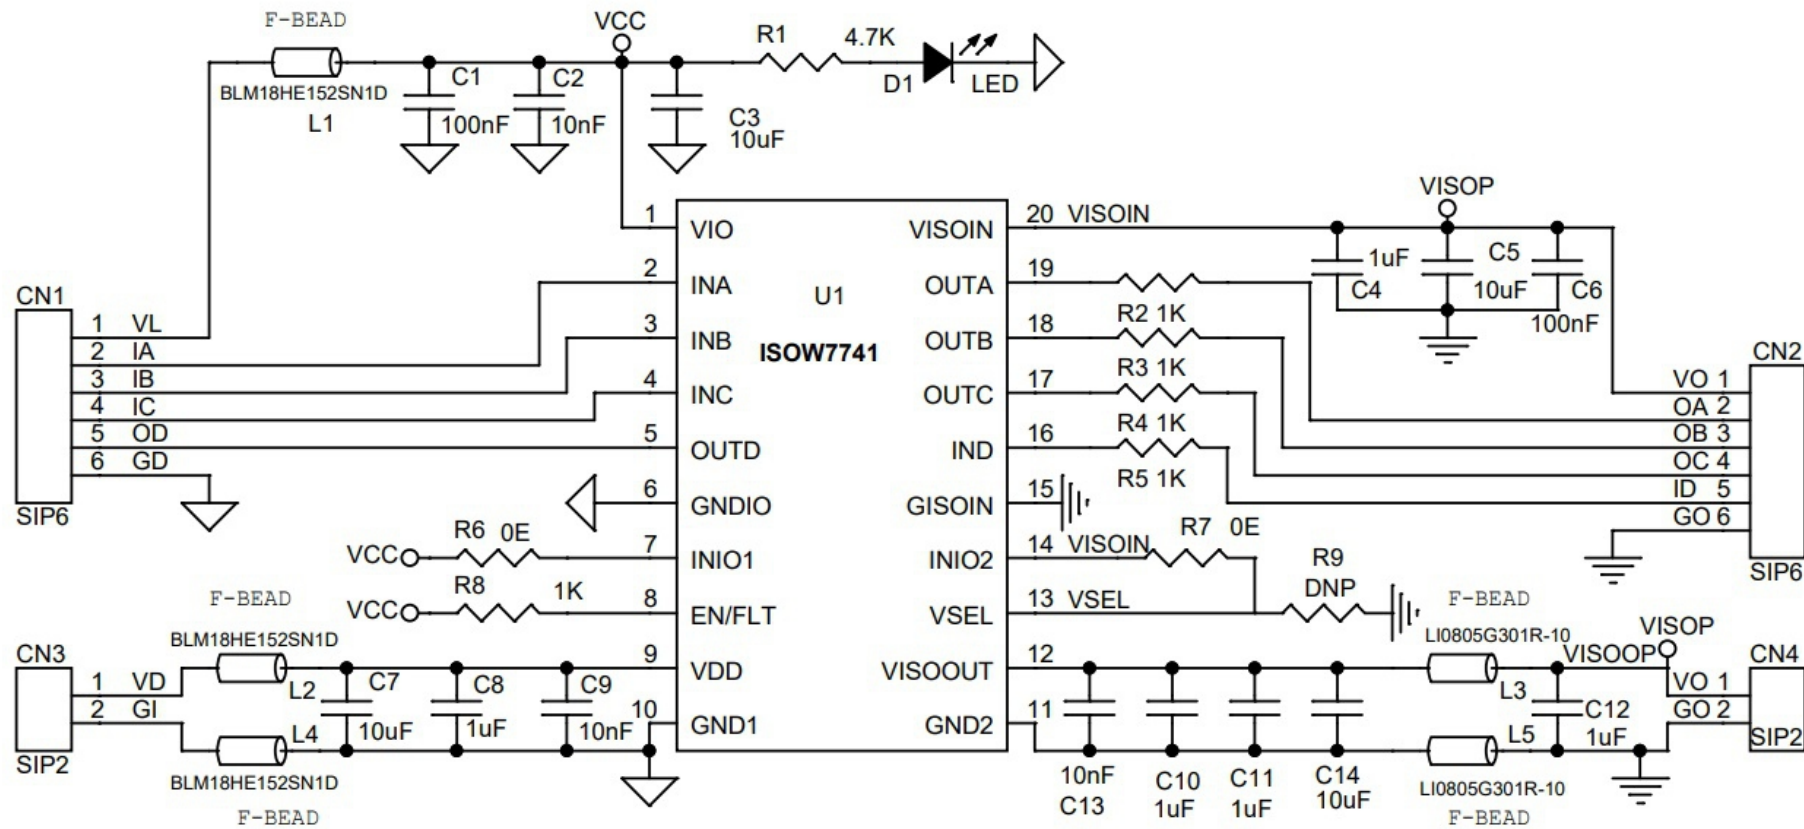 F-BEAD
VCC
R1 4.7K
BLM18HE152SN1D
L1
C1
100nF
C2
10nF
C3
10uF
D1 LED
VISOP
1 VIO
2 INA
3 INB
4 INC
5 OUTD
6 GNDIO
7 INIO1
8 EN/FLT
9 VDD
10 GND1
U1
ISOW7741
VISOIN 20 VISOIN
OUTA 19
OUTB 18
OUTC 17
IND 16
GISOIN 15
INIO2 14 VISOIN
VSEL 13 VSEL
VISOOUT 12
GND2 11
R2 1K
R3 1K
R4 1K
R5 1K
1uF
C4
C5
10uF
C6
100nF
CN1
1 VL
2 IA
3 IB
4 IC
5 OD
6 GD
SIP6
CN2
VO 1
OA 2
OB 3
OC 4
ID 5
GO 6
SIP6
VCC R6 0E
VCC R8 1K
R7 0E
R9
DNP
F-BEAD
BLM18HE152SN1D
L2
CN3
1 VD
2 GI
SIP2
C7
10uF
C8
1uF
C9
10nF
L4
BLM18HE152SN1D
F-BEAD
10nF
C13
C10
1uF
C11
1uF
C14
10uF
F-BEAD
LI0805G301R-10
L3
VISOOP
VISOP
C12
1uF
CN4
VO 1
GO 2
SIP2
L5
LI0805G301R-10
F-BEAD